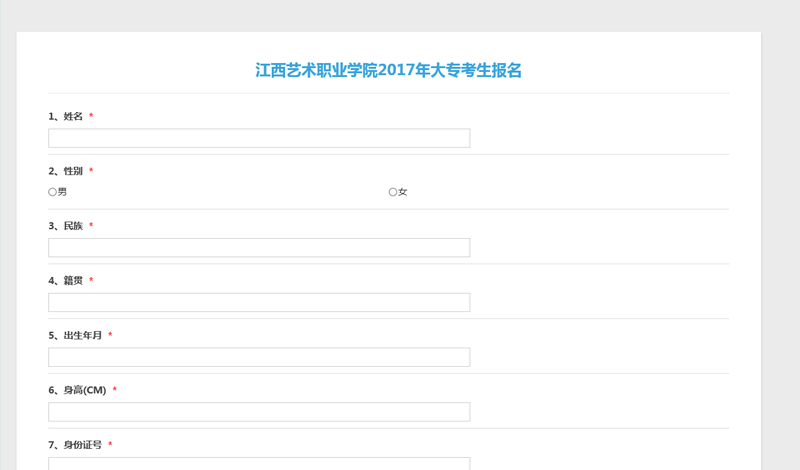 江西艺术职业学院2017年大专考生报名
1、姓名 *
2、性别 *
男 女
3、民族 *
4、籍贯 *
5、出生年月 *
6、身高(CM) *
7、身份证号 *